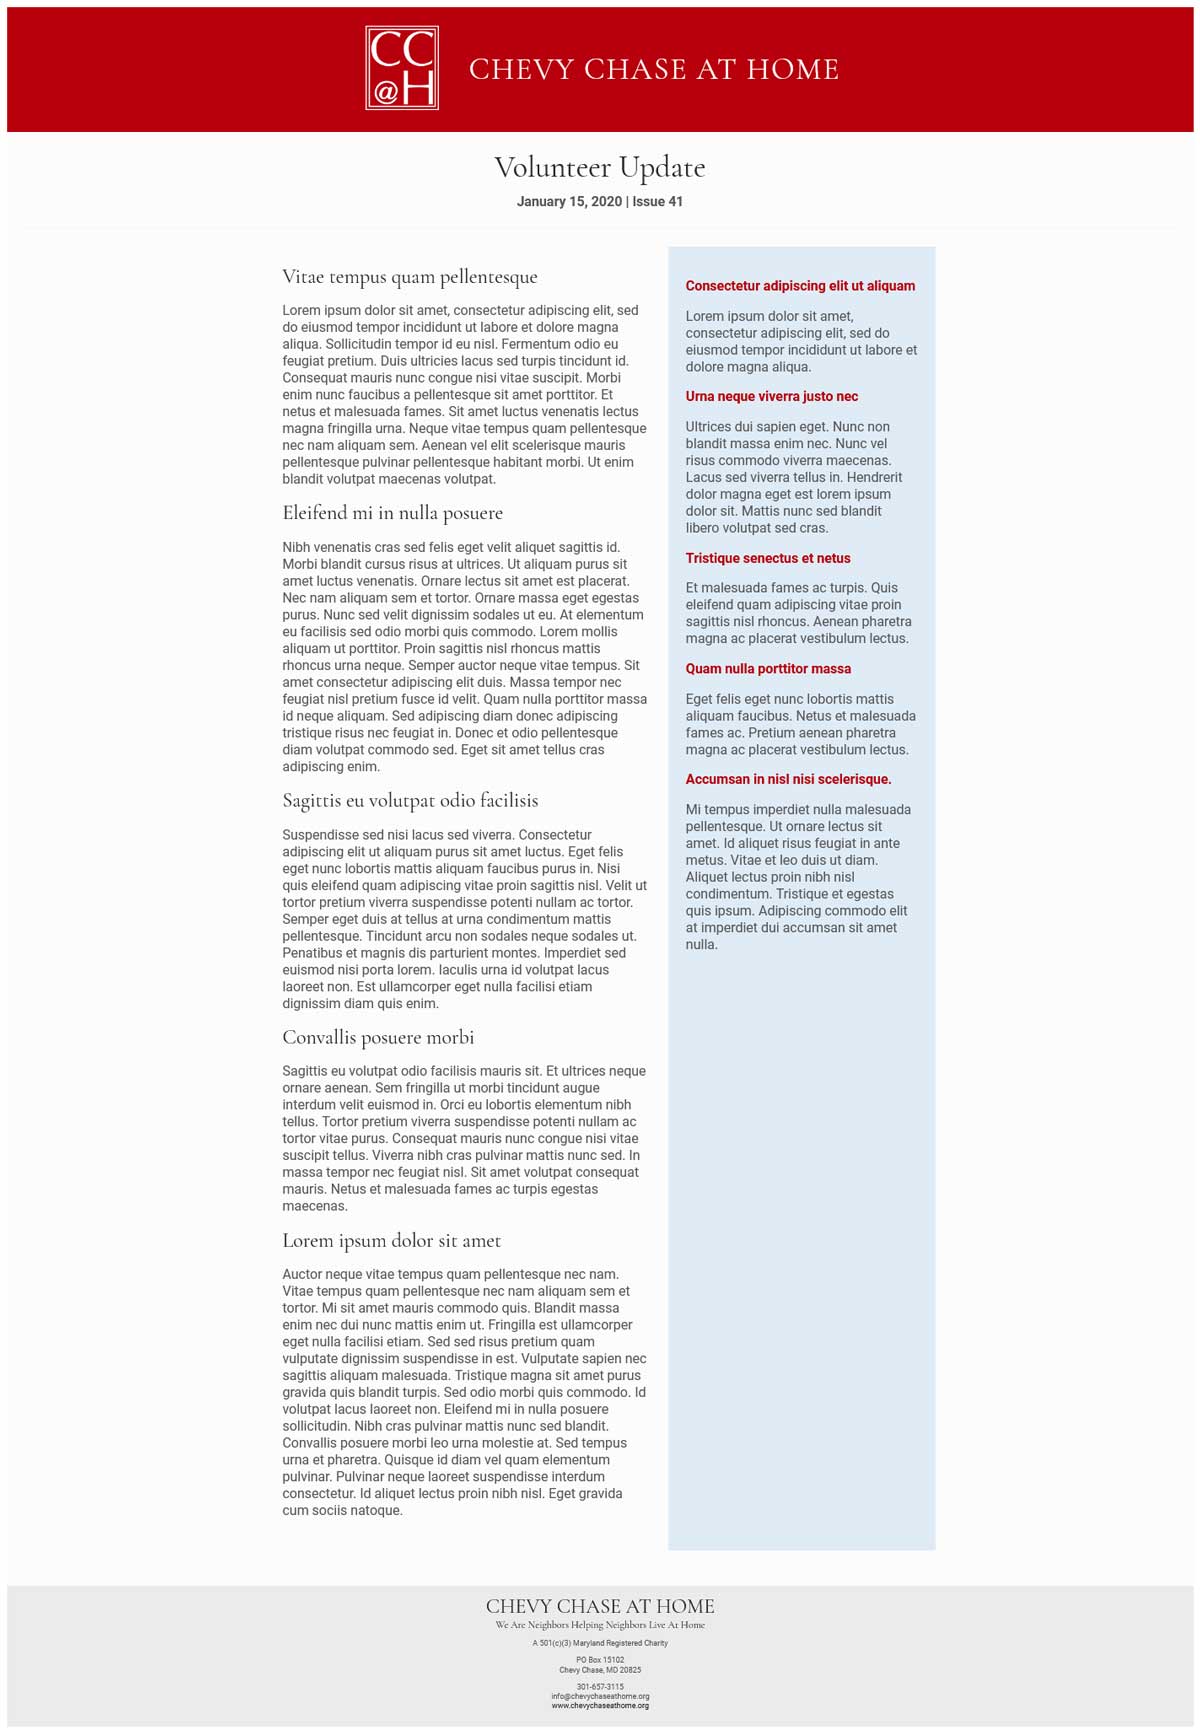 CC
@H
CHEVY CHASE AT HOME
Volunteer Update
January 15, 2020 | Issue 41
Vitae tempus quam pellentesque
Lorem ipsum dolor sit amet, consectetur adipiscing elit, sed
do eiusmod tempor incididunt ut labore et dolore magna
aliqua. Sollicitudin tempor id eu nisl. Fermentum odio eu
feugiat pretium. Duis ultricies lacus sed turpis tincidunt id.
Consequat mauris nunc congue nisi vitae suscipit. Morbi
enim nunc faucibus a pellentesque sit amet porttitor. Et
netus et malesuada fames. Sit amet luctus venenatis lectus
magna fringilla urna. Neque vitae tempus quam pellentesque
nec nam aliquam sem. Aenean vel elit scelerisque mauris
pellentesque pulvinar pellentesque habitant morbi. Ut enim
blandit volutpat maecenas volutpat.
Eleifend mi in nulla posuere
Nibh venenatis cras sed felis eget velit aliquet sagittis id.
Morbi blandit cursus risus at ultrices. Ut aliquam purus sit
amet luctus venenatis. Ornare lectus sit amet est placerat.
Nec nam aliquam sem et tortor. Ornare massa eget egestas
purus. Nunc sed velit dignissim sodales ut eu. At elementum
eu facilisis sed odio morbi quis commodo. Lorem mollis
aliquam ut porttitor. Proin sagittis nisl rhoncus mattis
rhoncus urna neque. Semper auctor neque vitae tempus. Sit
amet consectetur adipiscing elit duis. Massa tempor nec
feugiat nisl pretium fusce id velit. Quam nulla porttitor massa
id neque aliquam. Sed adipiscing diam donec adipiscing
tristique risus nec feugiat in. Donec et odio pellentesque
diam volutpat commodo sed. Eget sit amet tellus cras
adipiscing enim.
Sagittis eu volutpat odio facilisis
Suspendisse sed nisi lacus sed viverra. Consectetur
adipiscing elit ut aliquam purus sit amet luctus. Eget felis
eget nunc lobortis mattis aliquam faucibus purus in. Nisi
quis eleifend quam adipiscing vitae proin sagittis nisl. Velit ut
tortor pretium viverra suspendisse potenti nullam ac tortor.
Semper eget duis at tellus at urna condimentum mattis
pellentesque. Tincidunt arcu non sodales neque sodales ut.
Penatibus et magnis dis parturient montes. Imperdiet sed
euismod nisi porta lorem. Iaculis urna id volutpat lacus
laoreet non. Est ullamcorper eget nulla facilisi etiam
dignissim diam quis enim.
Convallis posuere morbi
Sagittis eu volutpat odio facilisis mauris sit. Et ultrices neque
ornare aenean. Sem fringilla ut morbi tincidunt augue
interdum velit euismod in. Orci eu lobortis elementum nibh
tellus. Tortor pretium viverra suspendisse potenti nullam ac
tortor vitae purus. Consequat mauris nunc congue nisi vitae
suscipit tellus. Viverra nibh cras pulvinar mattis nunc sed. In
massa tempor nec feugiat nisl. Sit amet volutpat consequat
mauris. Netus et malesuada fames ac turpis egestas
maecenas.
Lorem ipsum dolor sit amet
Auctor neque vitae tempus quam pellentesque nec nam.
Vitae tempus quam pellentesque nec nam aliquam sem et
tortor. Mi sit amet mauris commodo quis. Blandit massa
enim nec dui nunc mattis enim ut. Fringilla est ullamcorper
eget nulla facilisi etiam. Sed sed risus pretium quam
vulputate dignissim suspendisse in est. Vulputate sapien nec
sagittis aliquam malesuada. Tristique magna sit amet purus
gravida quis blandit turpis. Sed odio morbi quis commodo. Id
volutpat lacus laoreet non. Eleifend mi in nulla posuere
sollicitudin. Nibh cras pulvinar mattis nunc sed blandit.
Convallis posuere morbi leo urna molestie at. Sed tempus
urna et pharetra. Quisque id diam vel quam elementum
pulvinar. Pulvinar neque laoreet suspendisse interdum
consectetur. Id aliquet lectus proin nibh nisl. Eget gravida
cum sociis natoque.
Consectetur adipiscing elit ut aliquam
Lorem ipsum dolor sit amet,
consectetur adipiscing elit, sed do
eiusmod tempor incididunt ut labore et
dolore magna aliqua.
Urna neque viverra justo nec
Ultrices dui sapien eget. Nunc non
blandit massa enim nec. Nunc vel
risus commodo viverra maecenas.
Lacus sed viverra tellus in. Hendrerit
dolor magna eget est lorem ipsum
dolor sit. Mattis nunc sed blandit
libero volutpat sed cras.
Tristique senectus et netus
Et malesuada fames ac turpis. Quis
eleifend quam adipiscing vitae proin
sagittis nisl rhoncus. Aenean pharetra
magna ac placerat vestibulum lectus.
Quam nulla porttitor massa
Eget felis eget nunc lobortis mattis
aliquam faucibus. Netus et malesuada
fames ac. Pretium aenean pharetra
magna ac placerat vestibulum lectus.
Accumsan in nisl nisi scelerisque.
Mi tempus imperdiet nulla malesuada
pellentesque. Ut ornare lectus sit
amet. Id aliquet risus feugiat in ante
metus. Vitae et leo duis ut diam.
Aliquet lectus proin nibh nisl
condimentum. Tristique et egestas
quis ipsum. Adipiscing commodo elit
at imperdiet dui accumsan sit amet
nulla.
CHEVY CHASE AT HOME
We Are Neighbors Helping Neighbors Live At Home
A 501(c)(3) Maryland Registered Charity
PO Box 15102
Chevy Chase, MD 20825
301-657-3115
info@chevychaseathome.org
www.chevychaseathome.org